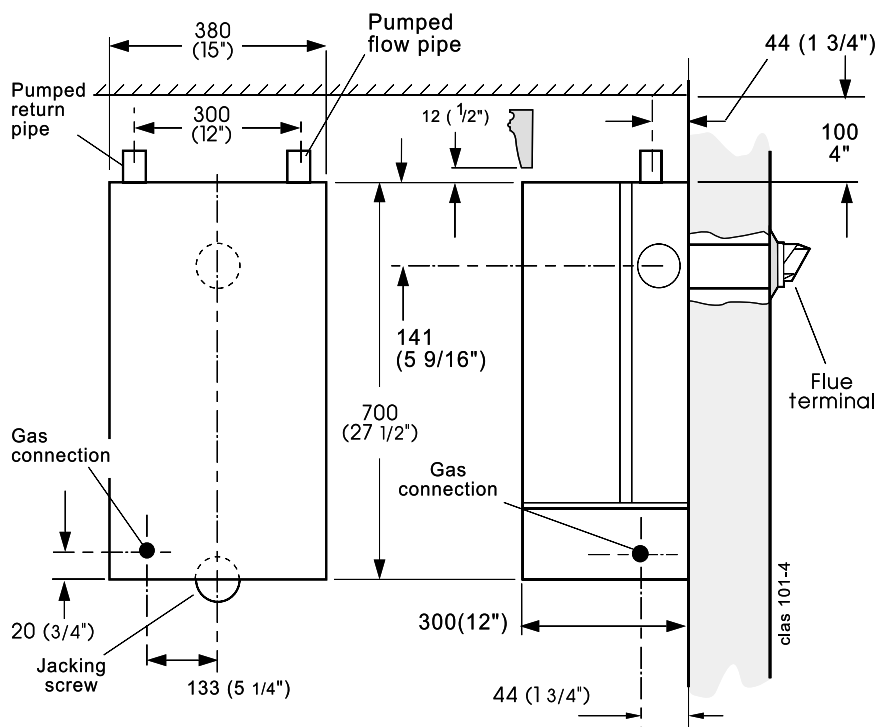 380
(15")
Pumped
flow pipe
44 (1 3/4")
Pumped
return
pipe
300
(12")
12 ( 1/2")
100
4"
141
(5 9/16")
Flue
terminal
700
(27 1/2")
Gas
connection
Gas
connection
20 (3/4")
300(12")
clas 101-4
Jacking
screw
133 (5 1/4")
44 (1 3/4")